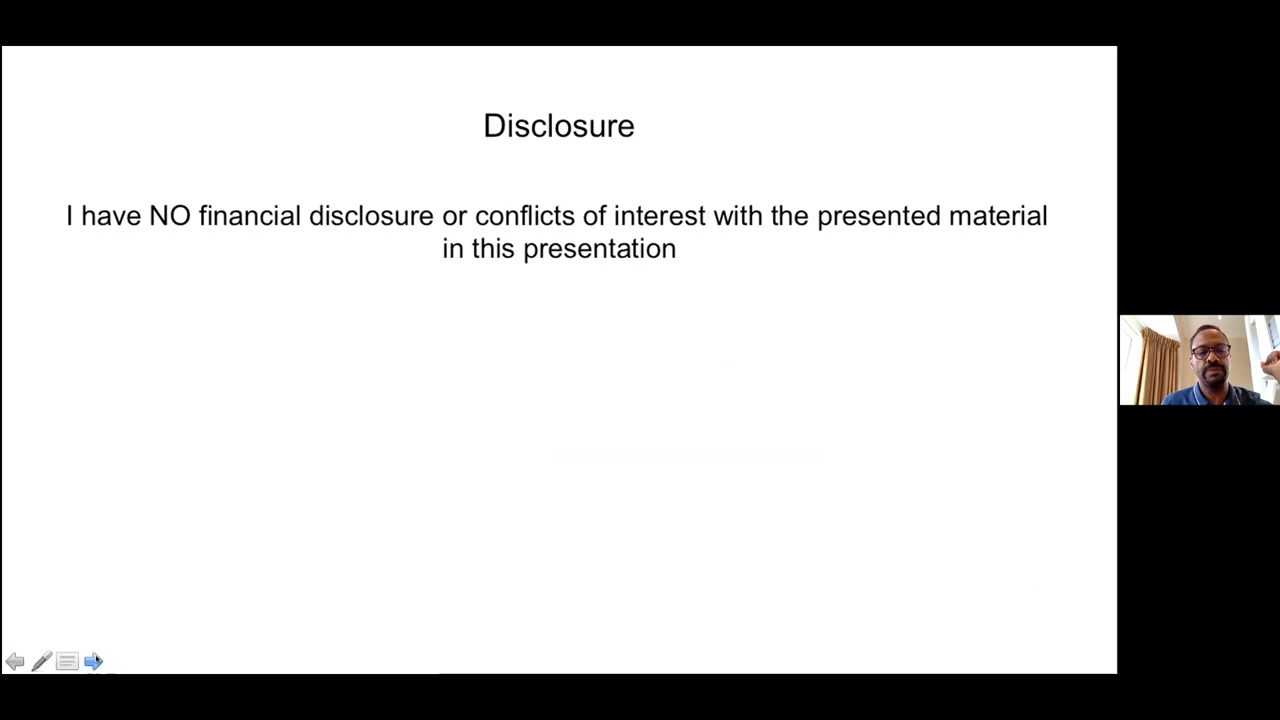 Disclosure
I have NO financial disclosure or conflicts of interest with the presented material
in this presentation